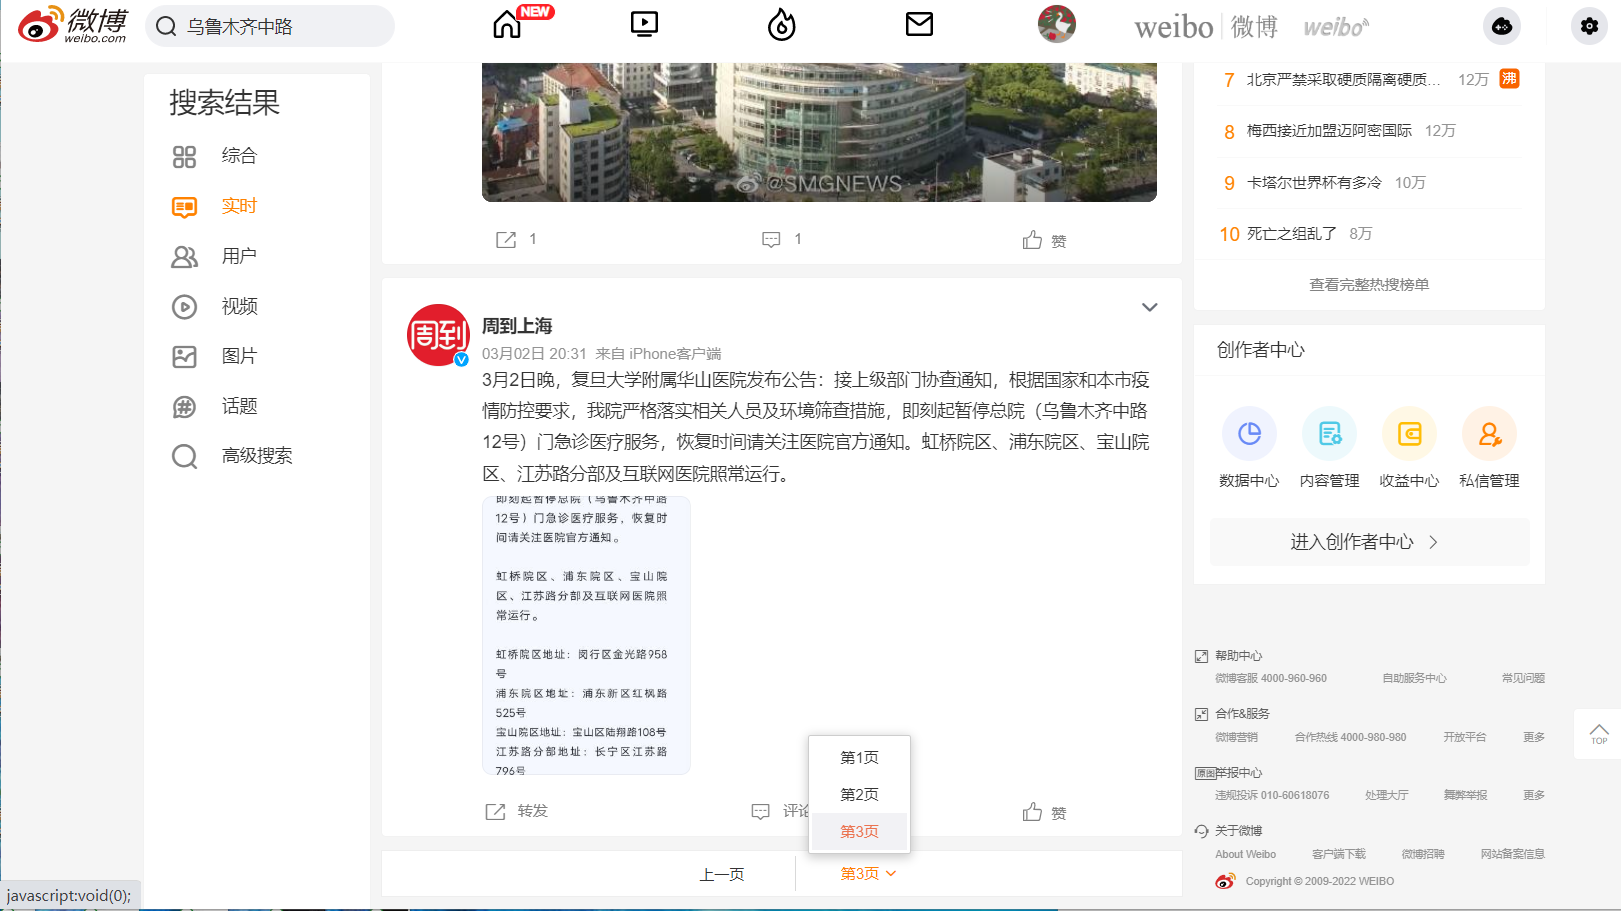 微博
weibo.com
乌鲁木齐中路
NEW
weibo 微博
weibo
搜索结果
综合
实时
用户
视频
图片
话题
高级搜索
@SMGNEWS
1
1
赞
周到
周到上海
03月02日 20:31 来自 iPhone客户端
3月2日晚，复旦大学附属华山医院发布公告：接上级部门协查通知，根据国家和本市疫
情防控要求，我院严格落实相关人员及环境筛查措施，即刻起暂停总院（乌鲁木齐中路
12号）门急诊医疗服务，恢复时间请关注医院官方通知。虹桥院区、浦东院区、宝山院
区、江苏路分部及互联网医院照常运行。
即刻起暂停总院（乌鲁木齐中路
12号）门急诊医疗服务，恢复时
间请关注医院官方通知。
虹桥院区、浦东院区、宝山院
区、江苏路分部及互联网医院照
常运行。
虹桥院区地址：闵行区金光路958
号
浦东院区地址：浦东新区红枫路
525号
宝山院区地址：宝山区陆翔路108号
江苏路分部地址：长宁区江苏路
796号
转发
评论
赞
第1页
第2页
第3页
上一页
第3页
7 北京严禁采取硬质隔离硬质... 12万 沸
8 梅西接近加盟迈阿密国际 12万
9 卡塔尔世界杯有多冷 10万
10 死亡之组乱了 8万
查看完整热搜榜单
创作者中心
数据中心 内容管理 收益中心 私信管理
进入创作者中心
帮助中心
微博客服 4000-960-960 自助服务中心 常见问题
合作&服务
微博营销 合作热线 4000-980-980 开放平台 更多
原图举报中心
违规投诉 010-60618076 处理大厅 舞弊举报 更多
关于微博
About Weibo 客户端下载 微博招聘 网站备案信息
Copyright © 2009-2022 WEIBO
TOP
javascript:void(0);